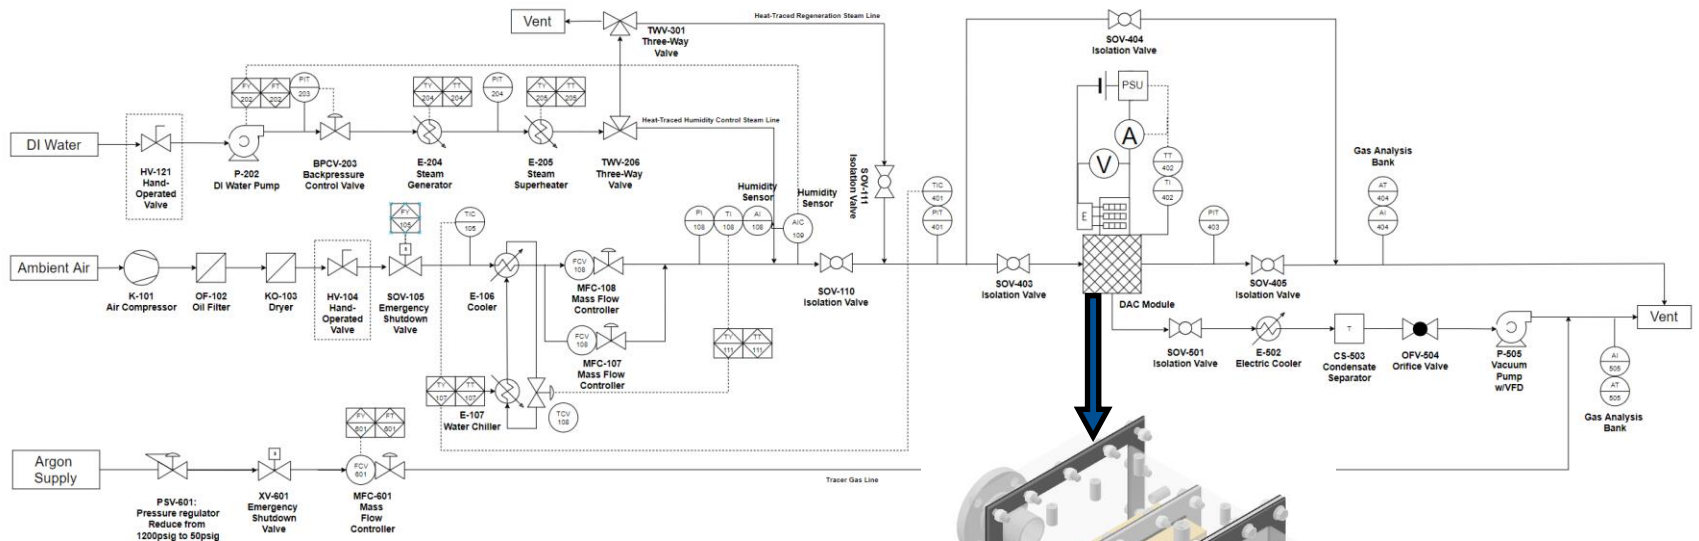 Vent
TWV-301
Three-Way
Valve
Heat-Traced Regeneration Steam Line
SOV-404
Isolation Valve
FY
202
FT
202
PIT
203
TY
204
TT
204
PIT
204
TY
205
TT
205
PSU
A
V
TT
402
TI
402
E
DI Water
HV-121
Hand-
Operated
Valve
P-202
DI Water Pump
BPCV-203
Backpressure
Control Valve
E-204
Steam
Generator
E-205
Steam
Superheater
TWV-206
Three-Way
Valve
Heat-Traced Humidity Control Steam Line
SOV-111
Isolation Valve
Gas Analysis
Bank
AT
404
AI
404
Humidity
Sensor
Humidity
Sensor
FY
105
TIC
105
PI
108
TI
108
AI
108
AIC
109
TIC
401
PIT
401
PIT
403
Ambient Air
K-101
Air Compressor
OF-102
Oil Filter
KO-103
Dryer
HV-104
Hand-
Operated
Valve
SOV-105
Emergency
Shutdown
Valve
E-106
Cooler
FCV
108
MFC-108
Mass Flow
Controller
SOV-110
Isolation Valve
SOV-403
Isolation Valve
DAC Module
SOV-405
Isolation Valve
Vent
FCV
108
MFC-107
Mass Flow
Controller
TY
111
TT
111
SOV-501
Isolation Valve
E-502
Electric Cooler
T
CS-503
Condensate
Separator
OFV-504
Orifice Valve
P-505
Vacuum
Pump
w/VFD
AI
505
AT
505
Gas Analysis
Bank
TY
107
TT
107
E-107
Water Chiller
TCV
108
FY
601
FT
601
Argon
Supply
PSV-601:
Pressure regulator
Reduce from
1200psig to 50psig
XV-601
Emergency
Shutdown
Valve
FCV
601
MFC-601
Mass
Flow
Controller
Tracer Gas Line